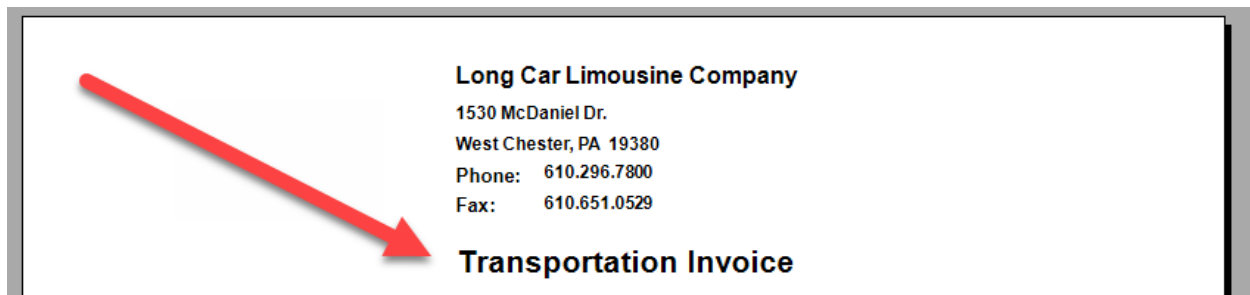 Long Car Limousine Company
1530 McDaniel Dr.
West Chester, PA 19380
Phone: 610.296.7800
Fax: 610.651.0529
Transportation Invoice